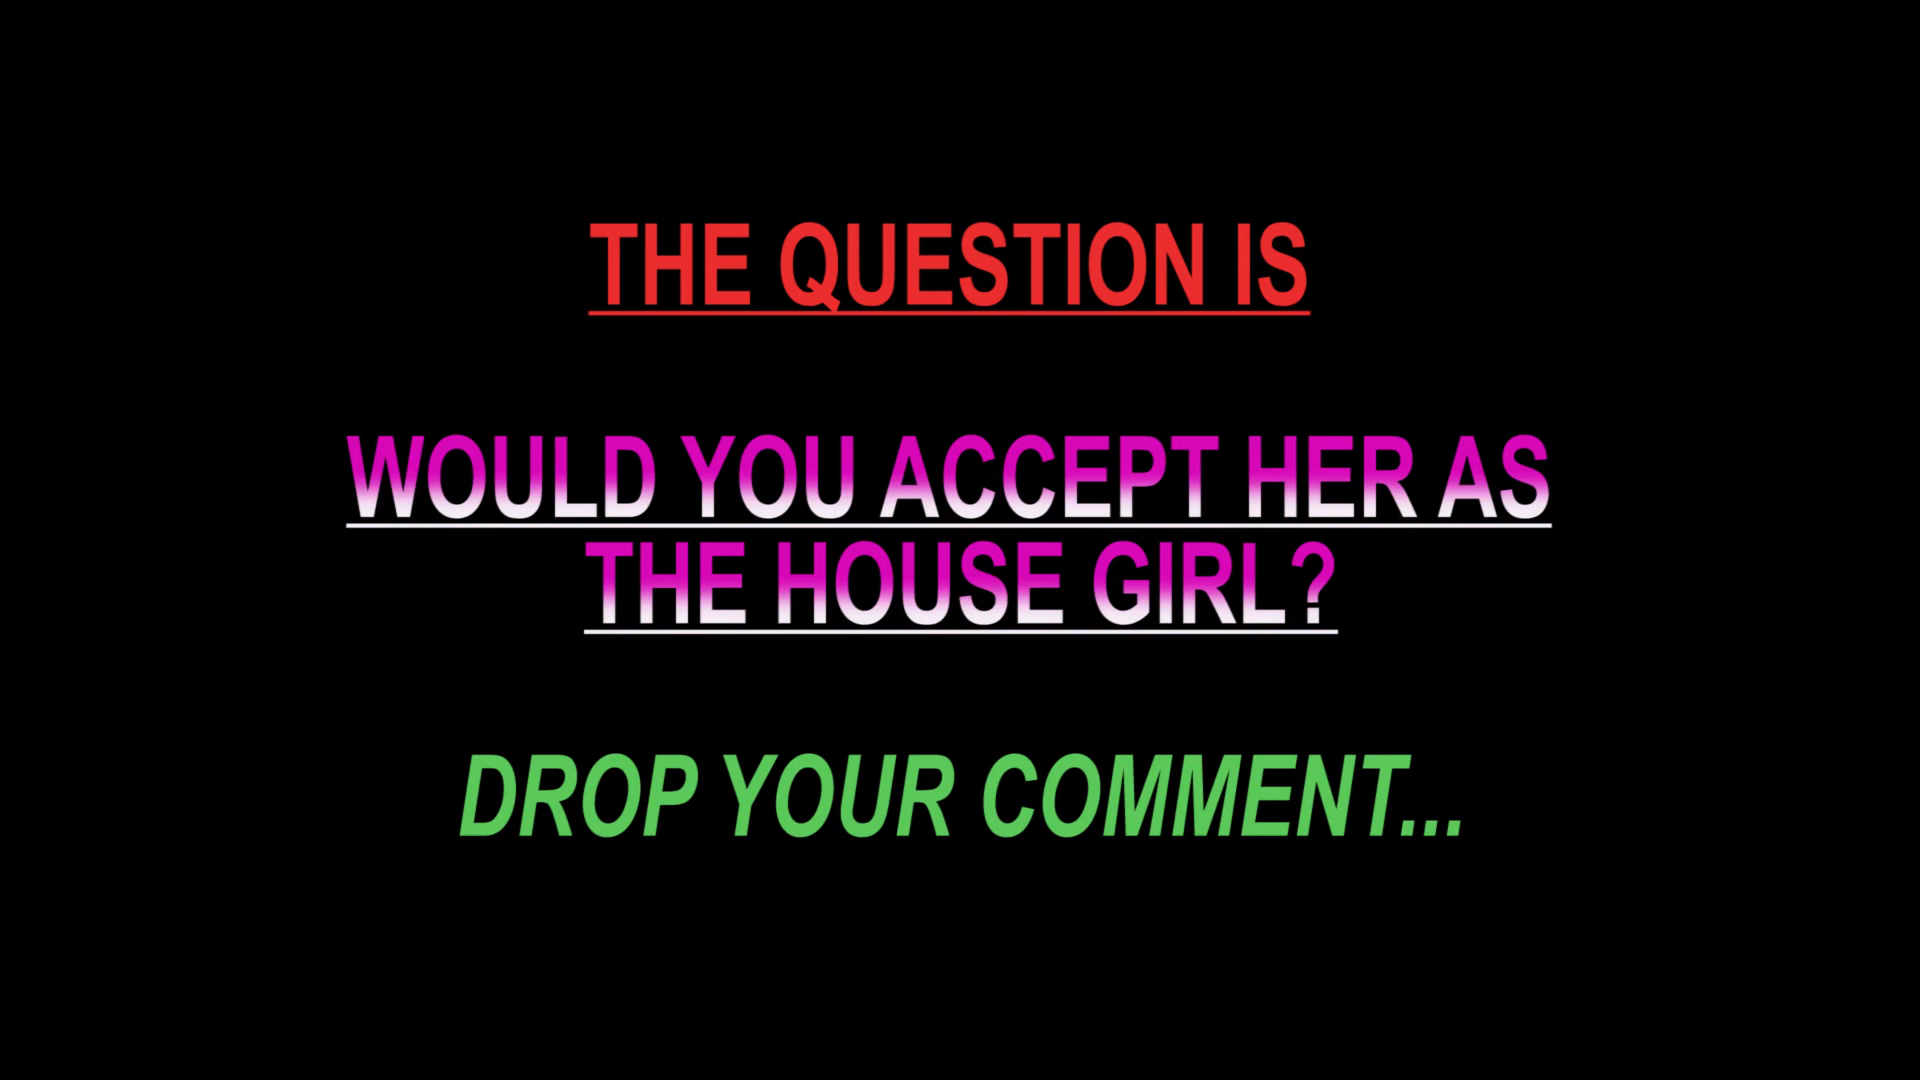 THE QUESTION IS
WOULD YOU ACCEPT HER AS
THE HOUSE GIRL?
DROP YOUR COMMENT...